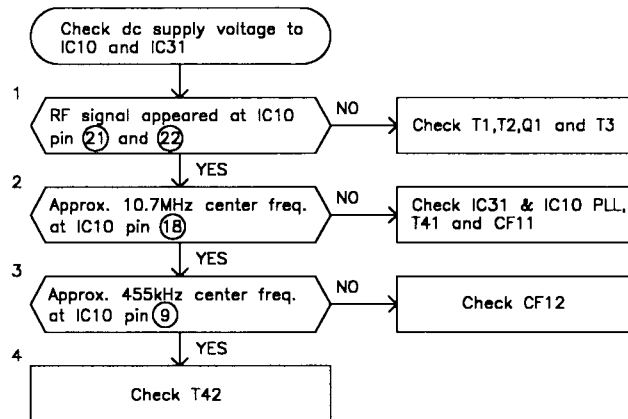 Check dc supply voltage to
IC10 and IC31
1
RF signal appeared at IC10
pin 21 and 22
NO
Check T1,T2,Q1 and T3
YES
2
Approx. 10.7MHz center freq.
at IC10 pin 18
NO
Check IC31 & IC10 PLL,
T41 and CF11
YES
3
Approx. 455kHz center freq.
at IC10 pin 9
NO
Check CF12
YES
4
Check T42